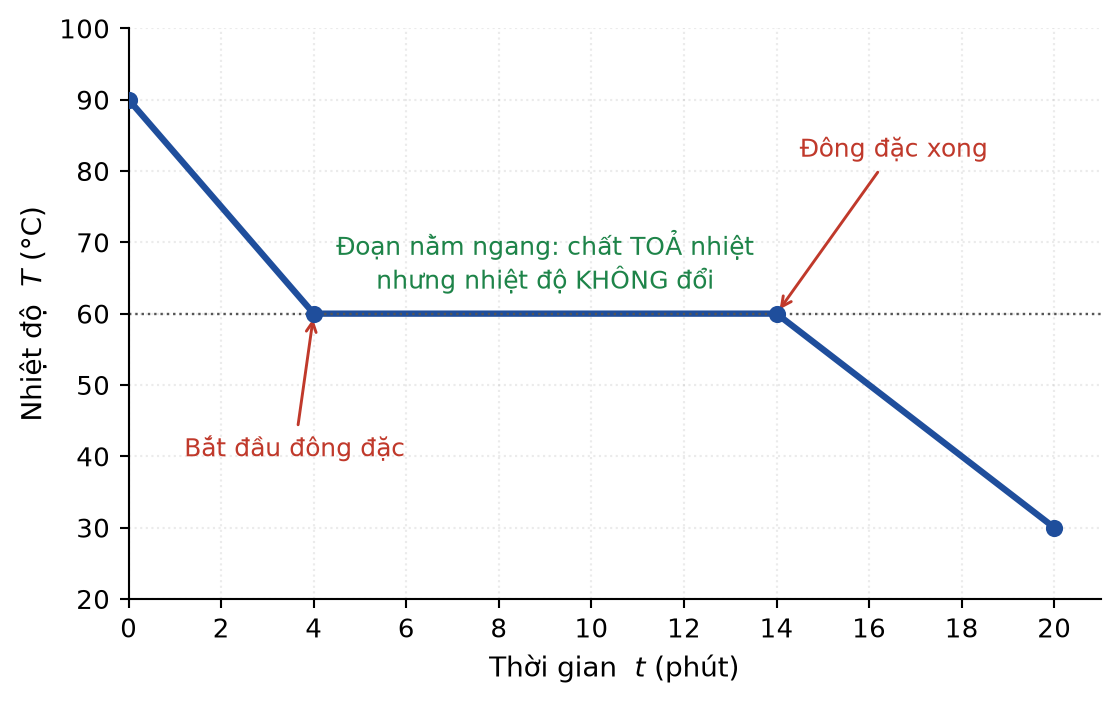 100
90
80
70
60
50
40
30
20
Nhiệt độ T (°C)
Đông đặc xong
Đoạn nằm ngang: chất TOẢ nhiệt
nhưng nhiệt độ KHÔNG đổi
Bắt đầu đông đặc
0 2 4 6 8 10 12 14 16 18 20
Thời gian t (phút)